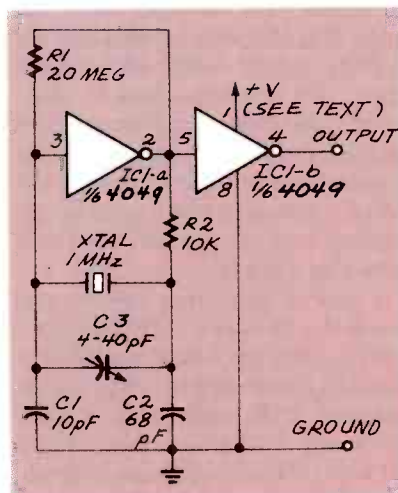 R1
20 MEG
+V
(SEE TEXT)
3
2
5
1
4
OUTPUT
IC1-a
1/6 4049
8
IC1-b
1/6 4049
R2
10K
XTAL
1 MHz
C3
4-40pF
C1
10pF
C2
68
pF
GROUND